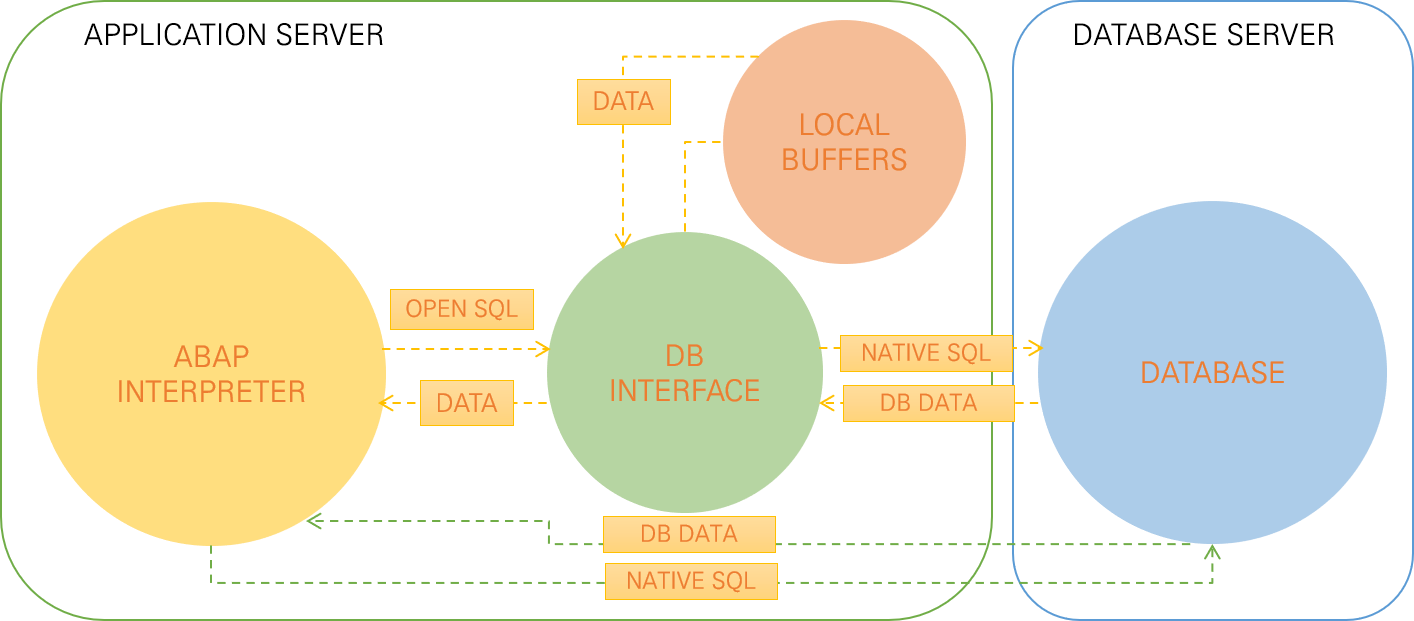 APPLICATION SERVER
DATABASE SERVER
DATA
LOCAL
BUFFERS
OPEN SQL
ABAP
INTERPRETER
DB
INTERFACE
NATIVE SQL
DATABASE
DATA
DB DATA
DB DATA
NATIVE SQL